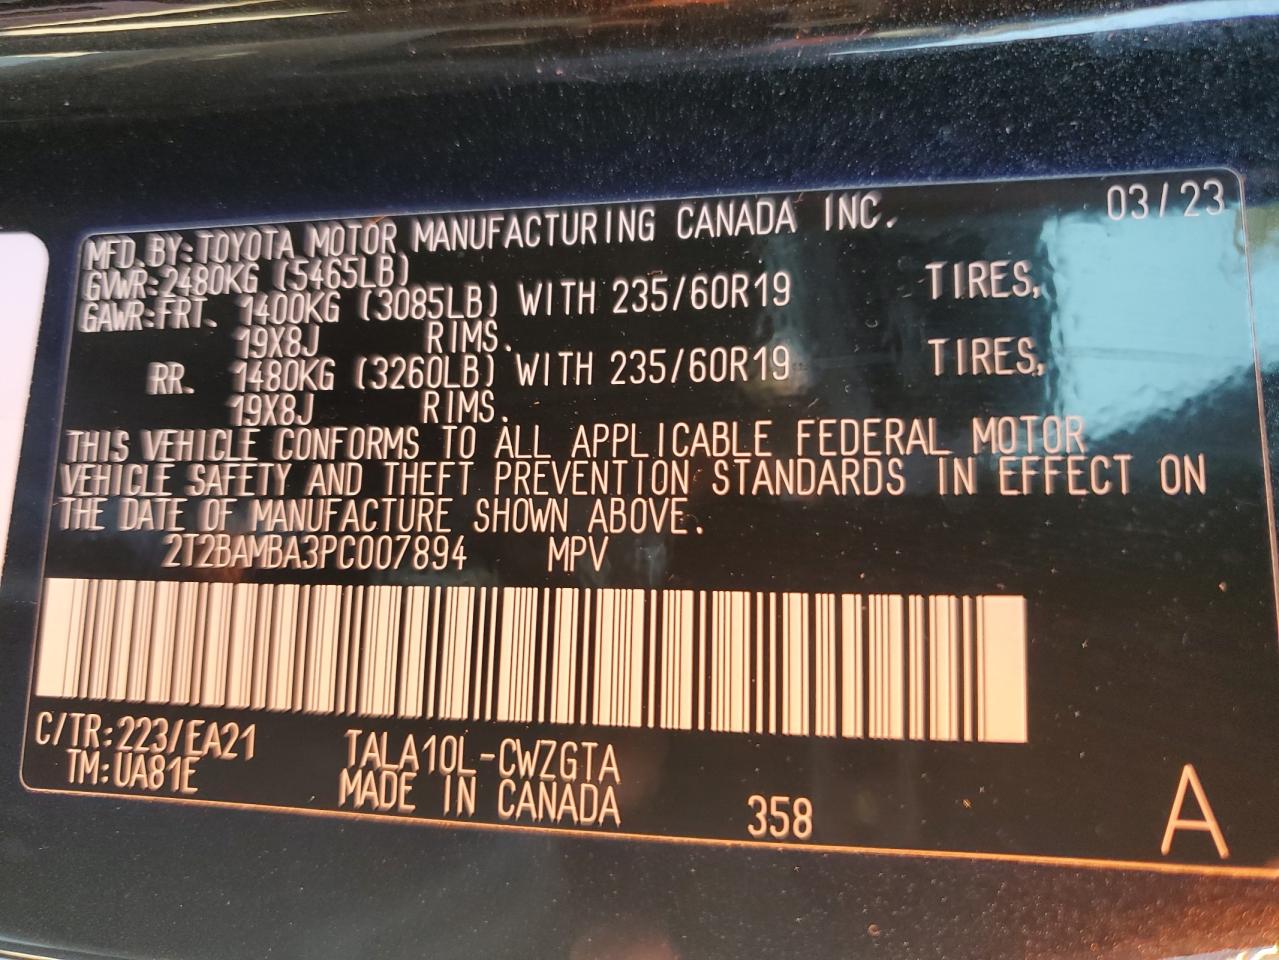 03/23
MFD.BY:TOYOTA MOTOR MANUFACTURING CANADA INC.
GVWR:2480KG (5465LB)
GAWR:FRT. 1400KG (3085LB) WITH 235/60R19 TIRES,
19X8J RIMS.
RR. 1480KG (3260LB) WITH 235/60R19 TIRES,
19X8J RIMS.
THIS VEHICLE CONFORMS TO ALL APPLICABLE FEDERAL MOTOR
VEHICLE SAFETY AND THEFT PREVENTION STANDARDS IN EFFECT ON
THE DATE OF MANUFACTURE SHOWN ABOVE.
2T2BAMBA3PC007894 MPV
C/TR:223/EA21 TALA10L-CWZGTA
TM:UA81E MADE IN CANADA 358 A